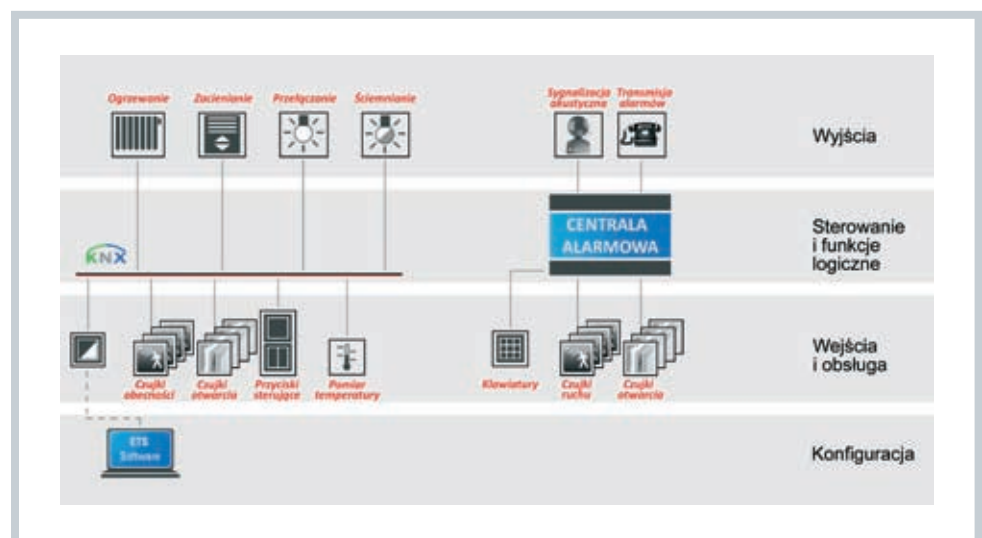 Ogrzewanie
Zacienianie
Przełączanie
Ściemnianie
Sygnalizacja
akustyczna
Transmisja
alarmów
Wyjścia
KNX
CENTRALA
ALARMOWA
Sterowanie
i funkcje
logiczne
Czujki
obecności
Czujki
otwarcia
Przyciski
sterujące
Pomiar
temperatury
Klawiatury
Czujki
ruchu
Czujki
otwarcia
Wejścia
i obsługa
ETS
Software
Konfiguracja